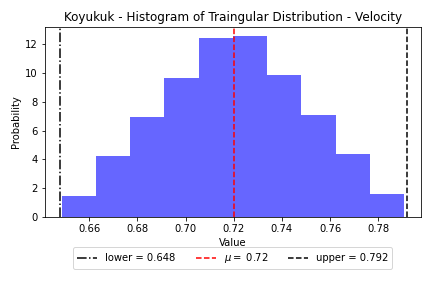 Koyukuk - Histogram of Traingular Distribution - Velocity
Probability
12
10
8
6
4
2
0
0.66 0.68 0.70 0.72 0.74 0.76 0.78
Value
lower = 0.648 μ = 0.72 upper = 0.792